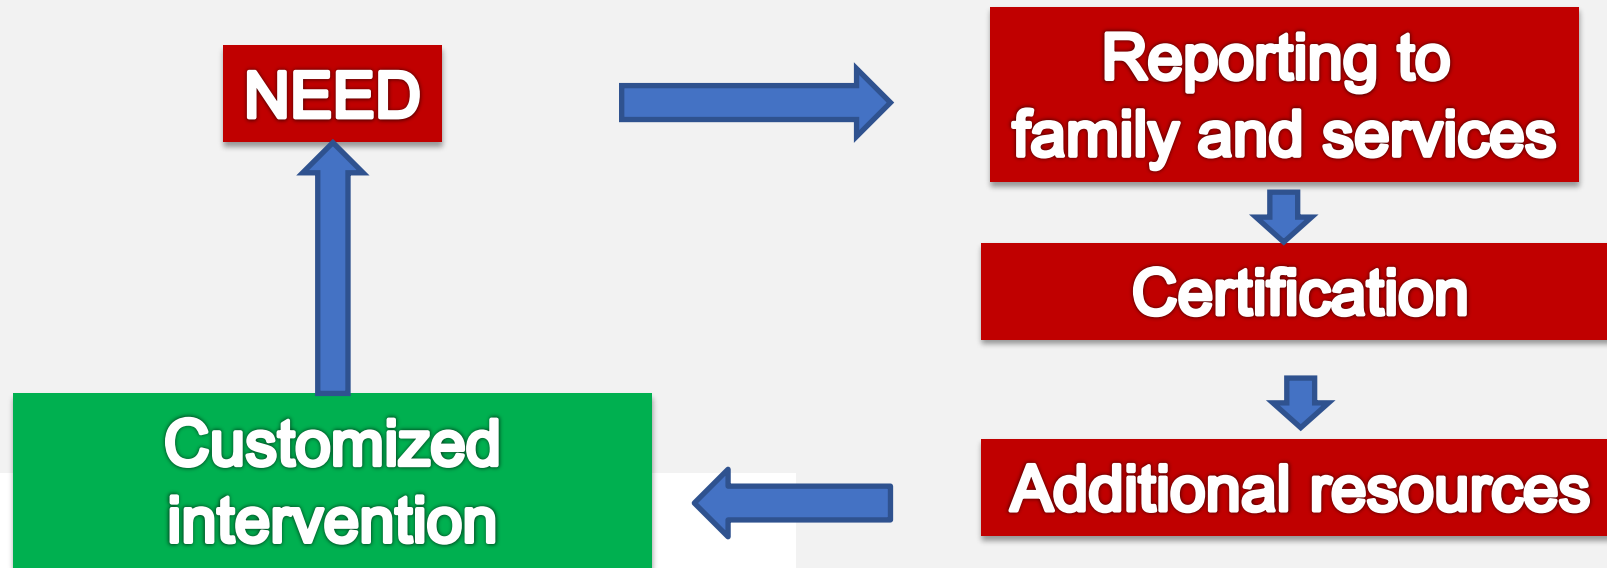 NEED
Reporting to
family and services
Certification
Additional resources
Customized
intervention